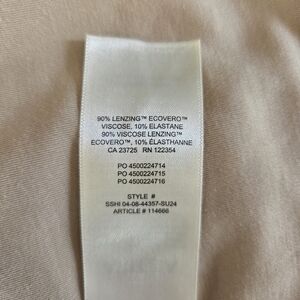 90% LENZING™ ECOVERO™
VISCOSE, 10% ELASTANE
90% VISCOSE LENZING™
ECOVERO™, 10% ÉLASTHANNE
CA 23725 RN 122354
PO 4500224714
PO 4500224715
PO 4500224716
STYLE #
SSHI 04-08-44357-SU24
ARTICLE # 114666